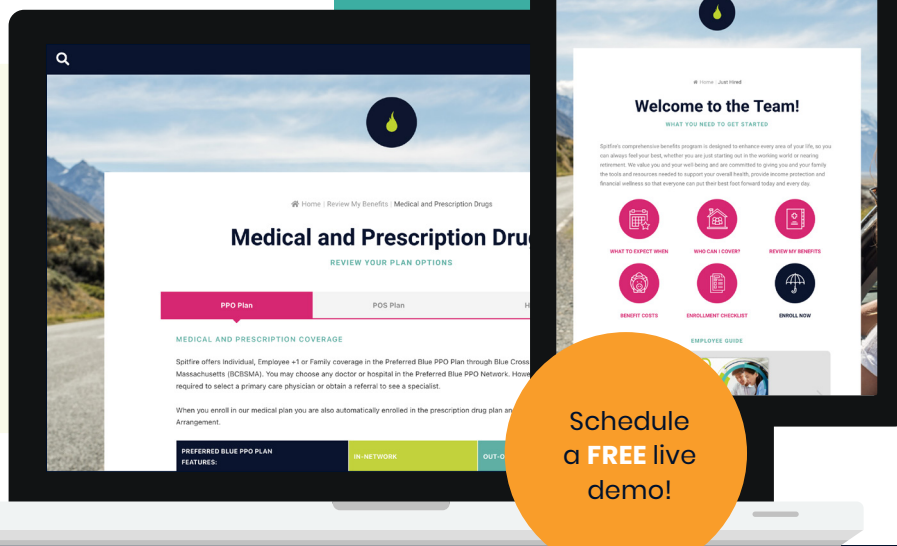 Home | Review My Benefits | Medical and Prescription Drugs
Medical and Prescription Dru
REVIEW YOUR PLAN OPTIONS
PPO Plan
POS Plan
H
MEDICAL AND PRESCRIPTION COVERAGE
Spitfire offers Individual, Employee +1 or Family coverage in the Preferred Blue PPO Plan through Blue Cross
Massachusetts (BCBSMA). You may choose any doctor or hospital in the Preferred Blue PPO Network. Howe
required to select a primary care physician or obtain a referral to see a specialist.
When you enroll in our medical plan you are also automatically enrolled in the prescription drug plan an
Arrangement.
PREFERRED BLUE PPO PLAN
FEATURES:
IN-NETWORK
OUT-O
Home | Just Hired
Welcome to the Team!
WHAT YOU NEED TO GET STARTED
Spitfire's comprehensive benefits program is designed to enhance every area of your life, so you
can always feel your best, whether you are just starting out in the working world or nearing
retirement. We value you and your well-being and are committed to giving you and your family
the tools and resources needed to support your overall health, provide income protection and
financial wellness so that everyone can put their best foot forward today and every day.
WHAT TO EXPECT WHEN
WHO CAN I COVER?
REVIEW MY BENEFITS
BENEFIT COSTS
ENROLLMENT CHECKLIST
ENROLL NOW
EMPLOYEE GUIDE
Schedule
a FREE live
demo!